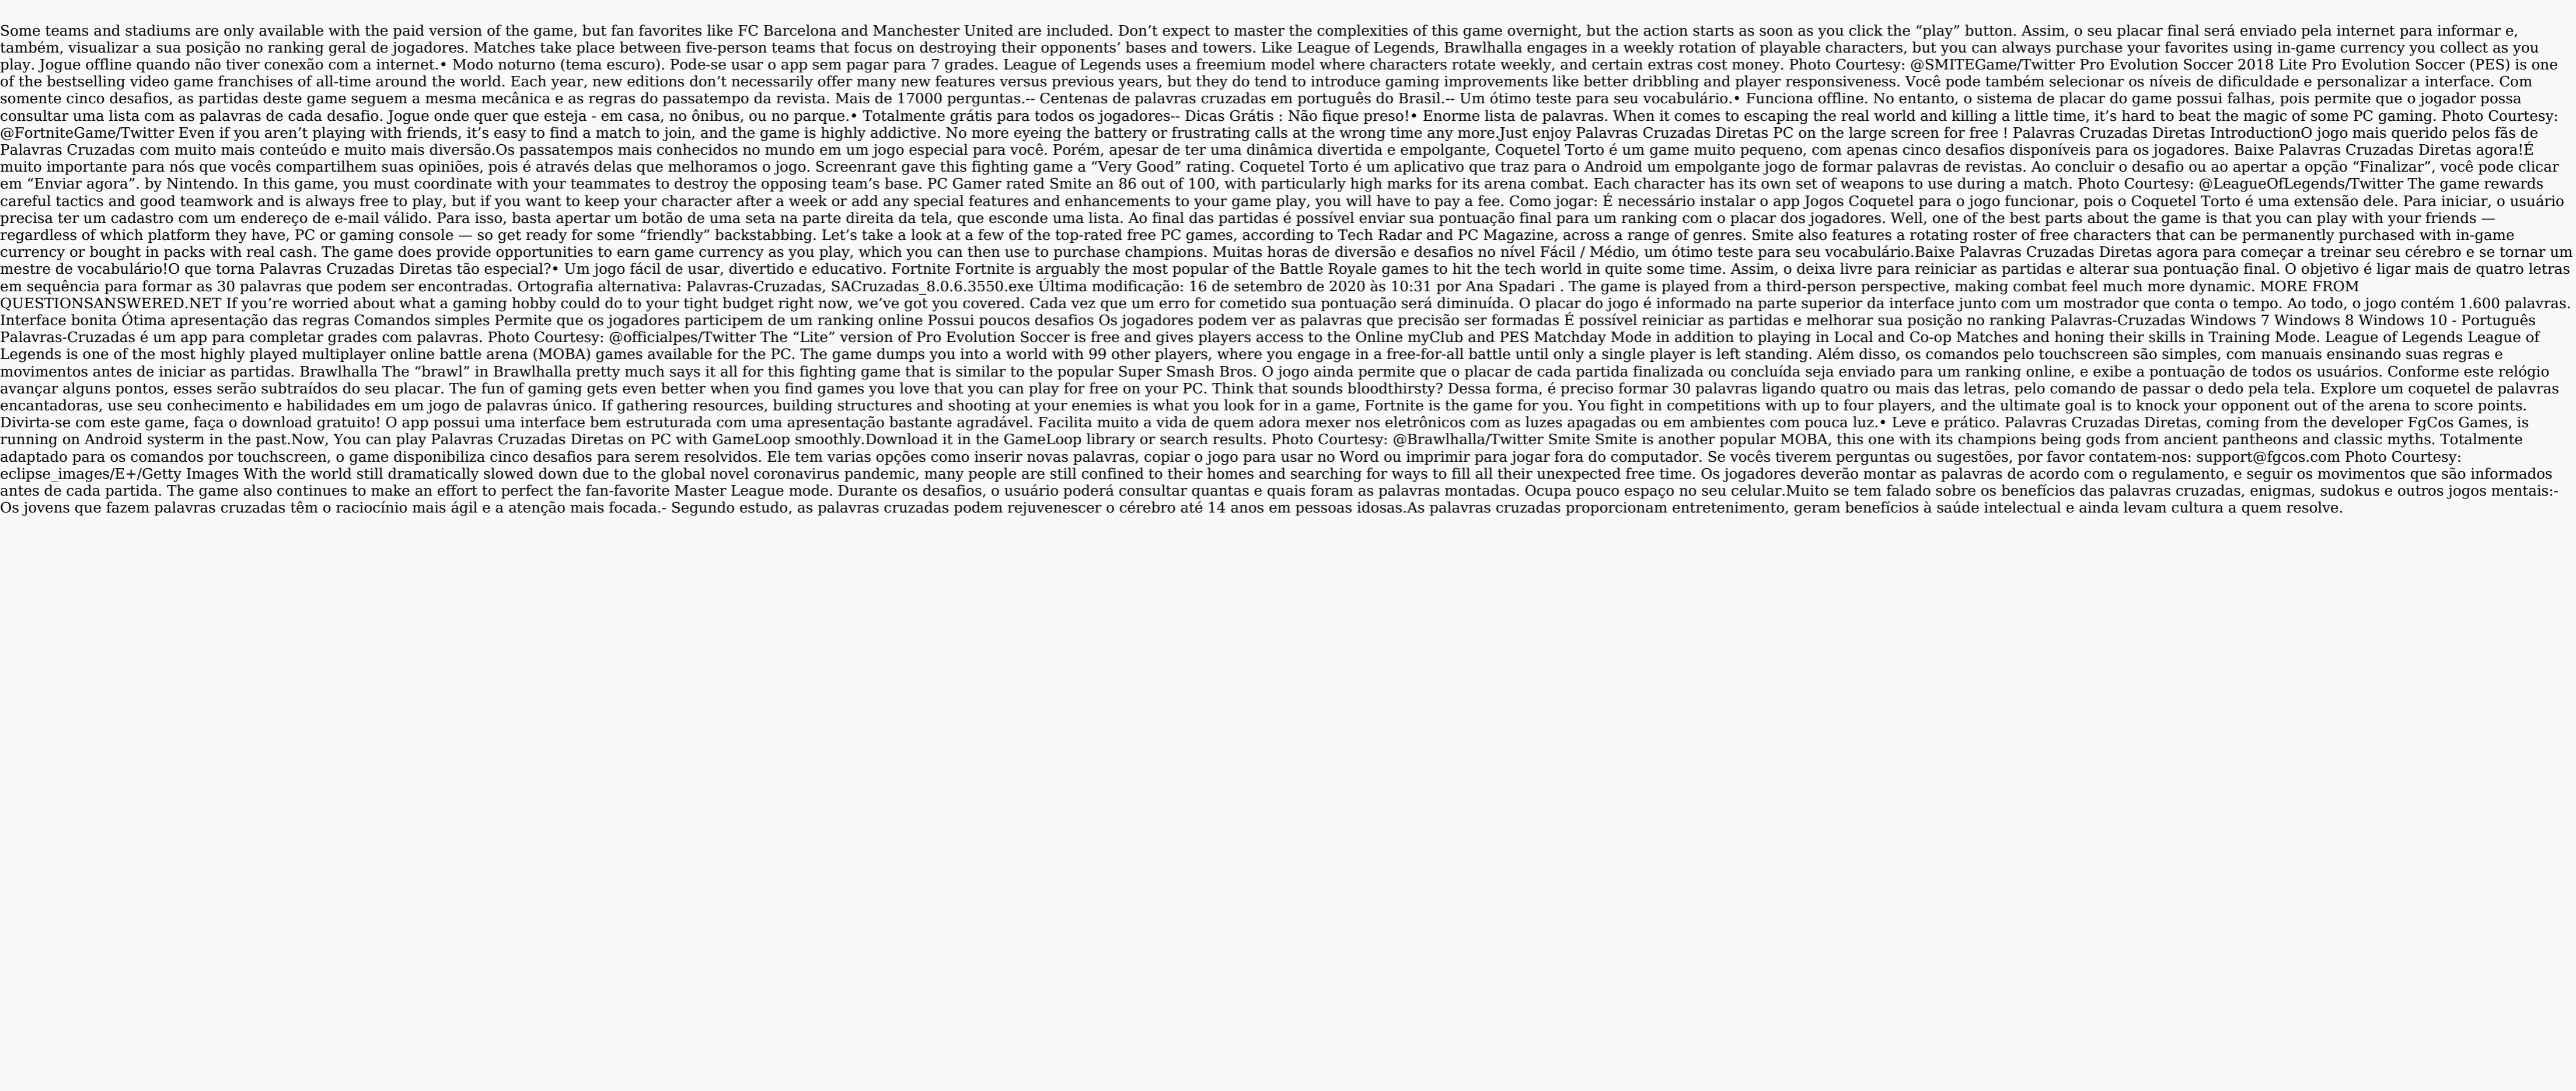 Some teams and stadiums are only available with the paid version of the game, but fan favorites like FC Barcelona and Manchester United are included. Don’t expect to master the complexities of this game overnight, but the action starts as soon as you click the “play” button. Assim, o seu placar final será enviado pela internet para informar e,
também, visualizar a sua posição no ranking geral de jogadores. Matches take place between five-person teams that focus on destroying their opponents’ bases and towers. Like League of Legends, Brawlhalla engages in a weekly rotation of playable characters, but you can always purchase your favorites using in-game currency you collect as you
play. Jogue offline quando não tiver conexão com a internet.• Modo noturno (tema escuro). Pode-se usar o app sem pagar para 7 grades. League of Legends uses a freemium model where characters rotate weekly, and certain extras cost money. Photo Courtesy: @SMITEGame/Twitter Pro Evolution Soccer 2018 Lite Pro Evolution Soccer (PES) is one
of the bestselling video game franchises of all-time around the world. Each year, new editions don’t necessarily offer many new features versus previous years, but they do tend to introduce gaming improvements like better dribbling and player responsiveness. Você pode também selecionar os níveis de dificuldade e personalizar a interface. Com
somente cinco desafios, as partidas deste game seguem a mesma mecânica e as regras do passatempo da revista. Mais de 17000 perguntas.-- Centenas de palavras cruzadas em português do Brasil.-- Um ótimo teste para seu vocabulário.• Funciona offline. No entanto, o sistema de placar do game possui falhas, pois permite que o jogador possa
consultar uma lista com as palavras de cada desafio. Jogue onde quer que esteja - em casa, no ônibus, ou no parque.• Totalmente grátis para todos os jogadores-- Dicas Grátis : Não fique preso!• Enorme lista de palavras. When it comes to escaping the real world and killing a little time, it’s hard to beat the magic of some PC gaming. Photo Courtesy:
@FortniteGame/Twitter Even if you aren’t playing with friends, it’s easy to find a match to join, and the game is highly addictive. No more eyeing the battery or frustrating calls at the wrong time any more.Just enjoy Palavras Cruzadas Diretas PC on the large screen for free ! Palavras Cruzadas Diretas IntroductionO jogo mais querido pelos fãs de
Palavras Cruzadas com muito mais conteúdo e muito mais diversão.Os passatempos mais conhecidos no mundo em um jogo especial para você. Porém, apesar de ter uma dinâmica divertida e empolgante, Coquetel Torto é um game muito pequeno, com apenas cinco desafios disponíveis para os jogadores. Baixe Palavras Cruzadas Diretas agora!É
muito importante para nós que vocês compartilhem suas opiniões, pois é através delas que melhoramos o jogo. Screenrant gave this fighting game a “Very Good” rating. Coquetel Torto é um aplicativo que traz para o Android um empolgante jogo de formar palavras de revistas. Ao concluir o desafio ou ao apertar a opção “Finalizar”, você pode clicar
em “Enviar agora”. by Nintendo. In this game, you must coordinate with your teammates to destroy the opposing team’s base. PC Gamer rated Smite an 86 out of 100, with particularly high marks for its arena combat. Each character has its own set of weapons to use during a match. Photo Courtesy: @LeagueOfLegends/Twitter The game rewards
careful tactics and good teamwork and is always free to play, but if you want to keep your character after a week or add any special features and enhancements to your game play, you will have to pay a fee. Como jogar: É necessário instalar o app Jogos Coquetel para o jogo funcionar, pois o Coquetel Torto é uma extensão dele. Para iniciar, o usuário
precisa ter um cadastro com um endereço de e-mail válido. Para isso, basta apertar um botão de uma seta na parte direita da tela, que esconde uma lista. Ao final das partidas é possível enviar sua pontuação final para um ranking com o placar dos jogadores. Well, one of the best parts about the game is that you can play with your friends —
regardless of which platform they have, PC or gaming console — so get ready for some “friendly” backstabbing. Let’s take a look at a few of the top-rated free PC games, according to Tech Radar and PC Magazine, across a range of genres. Smite also features a rotating roster of free characters that can be permanently purchased with in-game
currency or bought in packs with real cash. The game does provide opportunities to earn game currency as you play, which you can then use to purchase champions. Muitas horas de diversão e desafios no nível Fácil / Médio, um ótimo teste para seu vocabulário.Baixe Palavras Cruzadas Diretas agora para começar a treinar seu cérebro e se tornar um
mestre de vocabulário!O que torna Palavras Cruzadas Diretas tão especial?• Um jogo fácil de usar, divertido e educativo. Fortnite Fortnite is arguably the most popular of the Battle Royale games to hit the tech world in quite some time. Assim, o deixa livre para reiniciar as partidas e alterar sua pontuação final. O objetivo é ligar mais de quatro letras
em sequência para formar as 30 palavras que podem ser encontradas. Ortografia alternativa: Palavras-Cruzadas, SACruzadas_8.0.6.3550.exe Última modificação: 16 de setembro de 2020 às 10:31 por Ana Spadari . The game is played from a third-person perspective, making combat feel much more dynamic. MORE FROM
QUESTIONSANSWERED.NET If you’re worried about what a gaming hobby could do to your tight budget right now, we’ve got you covered. Cada vez que um erro for cometido sua pontuação será diminuída. O placar do jogo é informado na parte superior da interface junto com um mostrador que conta o tempo. Ao todo, o jogo contém 1.600 palavras.
Interface bonita Ótima apresentação das regras Comandos simples Permite que os jogadores participem de um ranking online Possui poucos desafios Os jogadores podem ver as palavras que precisão ser formadas É possível reiniciar as partidas e melhorar sua posição no ranking Palavras-Cruzadas Windows 7 Windows 8 Windows 10 - Português
Palavras-Cruzadas é um app para completar grades com palavras. Photo Courtesy: @officialpes/Twitter The “Lite” version of Pro Evolution Soccer is free and gives players access to the Online myClub and PES Matchday Mode in addition to playing in Local and Co-op Matches and honing their skills in Training Mode. League of Legends League of
Legends is one of the most highly played multiplayer online battle arena (MOBA) games available for the PC. The game dumps you into a world with 99 other players, where you engage in a free-for-all battle until only a single player is left standing. Além disso, os comandos pelo touchscreen são simples, com manuais ensinando suas regras e
movimentos antes de iniciar as partidas. Brawlhalla The “brawl” in Brawlhalla pretty much says it all for this fighting game that is similar to the popular Super Smash Bros. O jogo ainda permite que o placar de cada partida finalizada ou concluída seja enviado para um ranking online, e exibe a pontuação de todos os usuários. Conforme este relógio
avançar alguns pontos, esses serão subtraídos do seu placar. The fun of gaming gets even better when you find games you love that you can play for free on your PC. Think that sounds bloodthirsty? Dessa forma, é preciso formar 30 palavras ligando quatro ou mais das letras, pelo comando de passar o dedo pela tela. Explore um coquetel de palavras
encantadoras, use seu conhecimento e habilidades em um jogo de palavras único. If gathering resources, building structures and shooting at your enemies is what you look for in a game, Fortnite is the game for you. You fight in competitions with up to four players, and the ultimate goal is to knock your opponent out of the arena to score points.
Divirta-se com este game, faça o download gratuito! O app possui uma interface bem estruturada com uma apresentação bastante agradável. Facilita muito a vida de quem adora mexer nos eletrônicos com as luzes apagadas ou em ambientes com pouca luz.• Leve e prático. Palavras Cruzadas Diretas, coming from the developer FgCos Games, is
running on Android systerm in the past.Now, You can play Palavras Cruzadas Diretas on PC with GameLoop smoothly.Download it in the GameLoop library or search results. Photo Courtesy: @Brawlhalla/Twitter Smite Smite is another popular MOBA, this one with its champions being gods from ancient pantheons and classic myths. Totalmente
adaptado para os comandos por touchscreen, o game disponibiliza cinco desafios para serem resolvidos. Ele tem varias opções como inserir novas palavras, copiar o jogo para usar no Word ou imprimir para jogar fora do computador. Se vocês tiverem perguntas ou sugestões, por favor contatem-nos: support@fgcos.com Photo Courtesy:
eclipse_images/E+/Getty Images With the world still dramatically slowed down due to the global novel coronavirus pandemic, many people are still confined to their homes and searching for ways to fill all their unexpected free time. Os jogadores deverão montar as palavras de acordo com o regulamento, e seguir os movimentos que são informados
antes de cada partida. The game also continues to make an effort to perfect the fan-favorite Master League mode. Durante os desafios, o usuário poderá consultar quantas e quais foram as palavras montadas. Ocupa pouco espaço no seu celular.Muito se tem falado sobre os benefícios das palavras cruzadas, enigmas, sudokus e outros jogos mentais:-
Os jovens que fazem palavras cruzadas têm o raciocínio mais ágil e a atenção mais focada.- Segundo estudo, as palavras cruzadas podem rejuvenescer o cérebro até 14 anos em pessoas idosas.As palavras cruzadas proporcionam entretenimento, geram benefícios à saúde intelectual e ainda levam cultura a quem resolve.